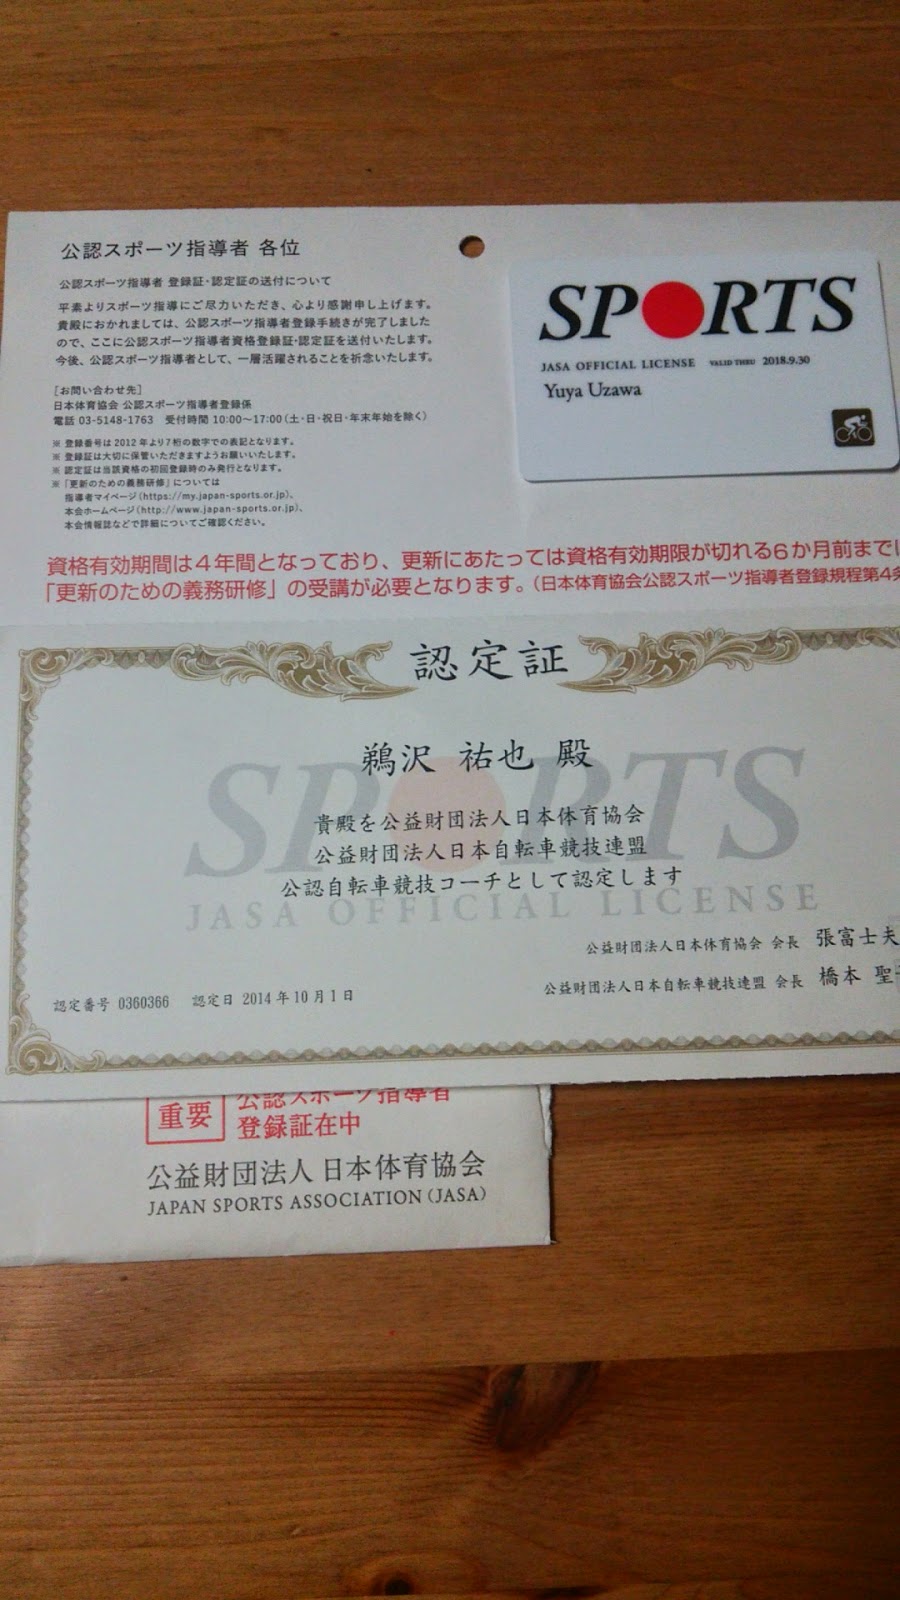 公認スポーツ指導者 各位
公認スポーツ指導者 登録証・認定証の送付について
平素よりスポーツ指導にご尽力いただき、心より感謝申し上げます。
貴殿におかれましては、公認スポーツ指導者登録手続きが完了しました
ので、ここに公認スポーツ指導者資格登録証・認定証を送付いたします。
今後、公認スポーツ指導者として、一層活躍されることを祈念いたします。
［お問い合わせ先］
日本体育協会 公認スポーツ指導者登録係
電話 03-5148-1763 受付時間 10:00〜17:00（土・日・祝日・年末年始を除く）
※ 登録番号は2012年より7桁の数字での表記となります。
※ 登録証は大切に保管いただきますようお願いいたします。
※ 認定証は当該資格の初回登録時のみ発行となります。
※「更新のための義務研修」については
指導者マイページ（https://my.japan-sports.or.jp）、
本会ホームページ（http://www.japan-sports.or.jp）、
本会情報誌などで詳細についてご確認ください。
SPORTS
JASA OFFICIAL LICENSE VALID THRU 2018.9.30
Yuya Uzawa
資格有効期間は4年間となっており、更新にあたっては資格有効期限が切れる6か月前までに
「更新のための義務研修」の受講が必要となります。（日本体育協会公認スポーツ指導者登録規程第4条
認定証
鵜沢 祐也 殿
SPORTS
貴殿を公益財団法人日本体育協会
公益財団法人日本自転車競技連盟
公認自転車競技コーチとして認定します
JASA OFFICIAL LICENSE
公益財団法人日本体育協会 会長 張富士夫
公益財団法人日本自転車競技連盟 会長 橋本 聖
認定番号 0360366 認定日 2014年10月1日
重要
公認スポーツ指導者
登録証在中
公益財団法人 日本体育協会
JAPAN SPORTS ASSOCIATION (JASA)